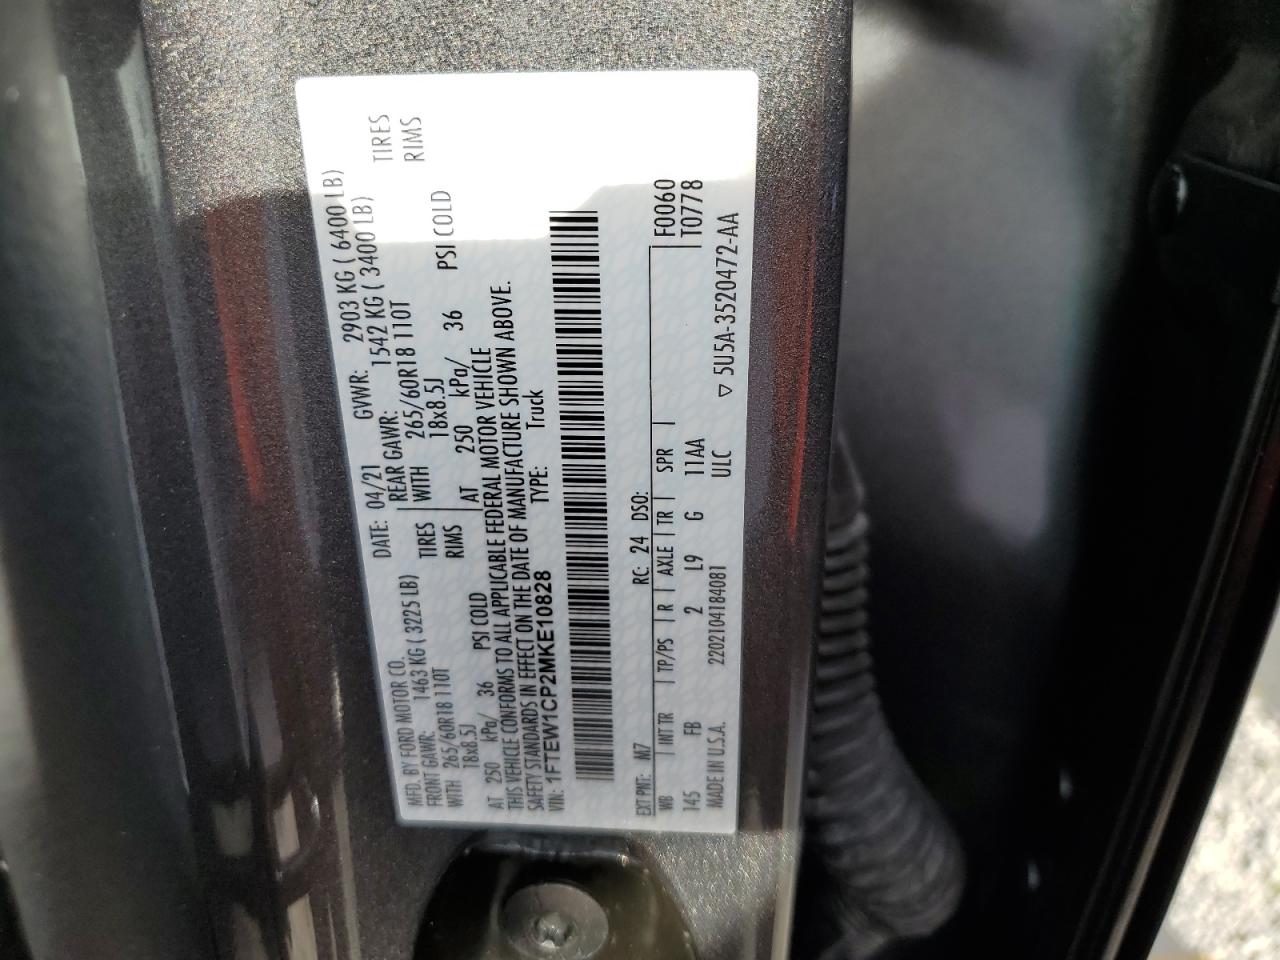 MFD. BY FORD MOTOR CO.
DATE: 04/21 GVWR: 2903 KG ( 6400 LB)
FRONT GAWR: 1463 KG ( 3225 LB) REAR GAWR: 1542 KG ( 3400 LB)
WITH 265/60R18 110T TIRES WITH 265/60R18 110T TIRES
18x8.5J RIMS 18x8.5J RIMS
AT 250 kPa/ 36 PSI COLD AT 250 kPa/ 36 PSI COLD
THIS VEHICLE CONFORMS TO ALL APPLICABLE FEDERAL MOTOR VEHICLE
SAFETY STANDARDS IN EFFECT ON THE DATE OF MANUFACTURE SHOWN ABOVE.
VIN: 1FTEW1CP2MKE10828 TYPE: Truck
EXT PNT: M7 RC: 24 DSO: F0060
WB | INT TR | TP/PS | R | AXLE | TR | SPR | T0778
145 FB 2 L9 G 11AA
MADE IN U.S.A. 2202104184081 ULC ▽ 5U5A-3520472-AA